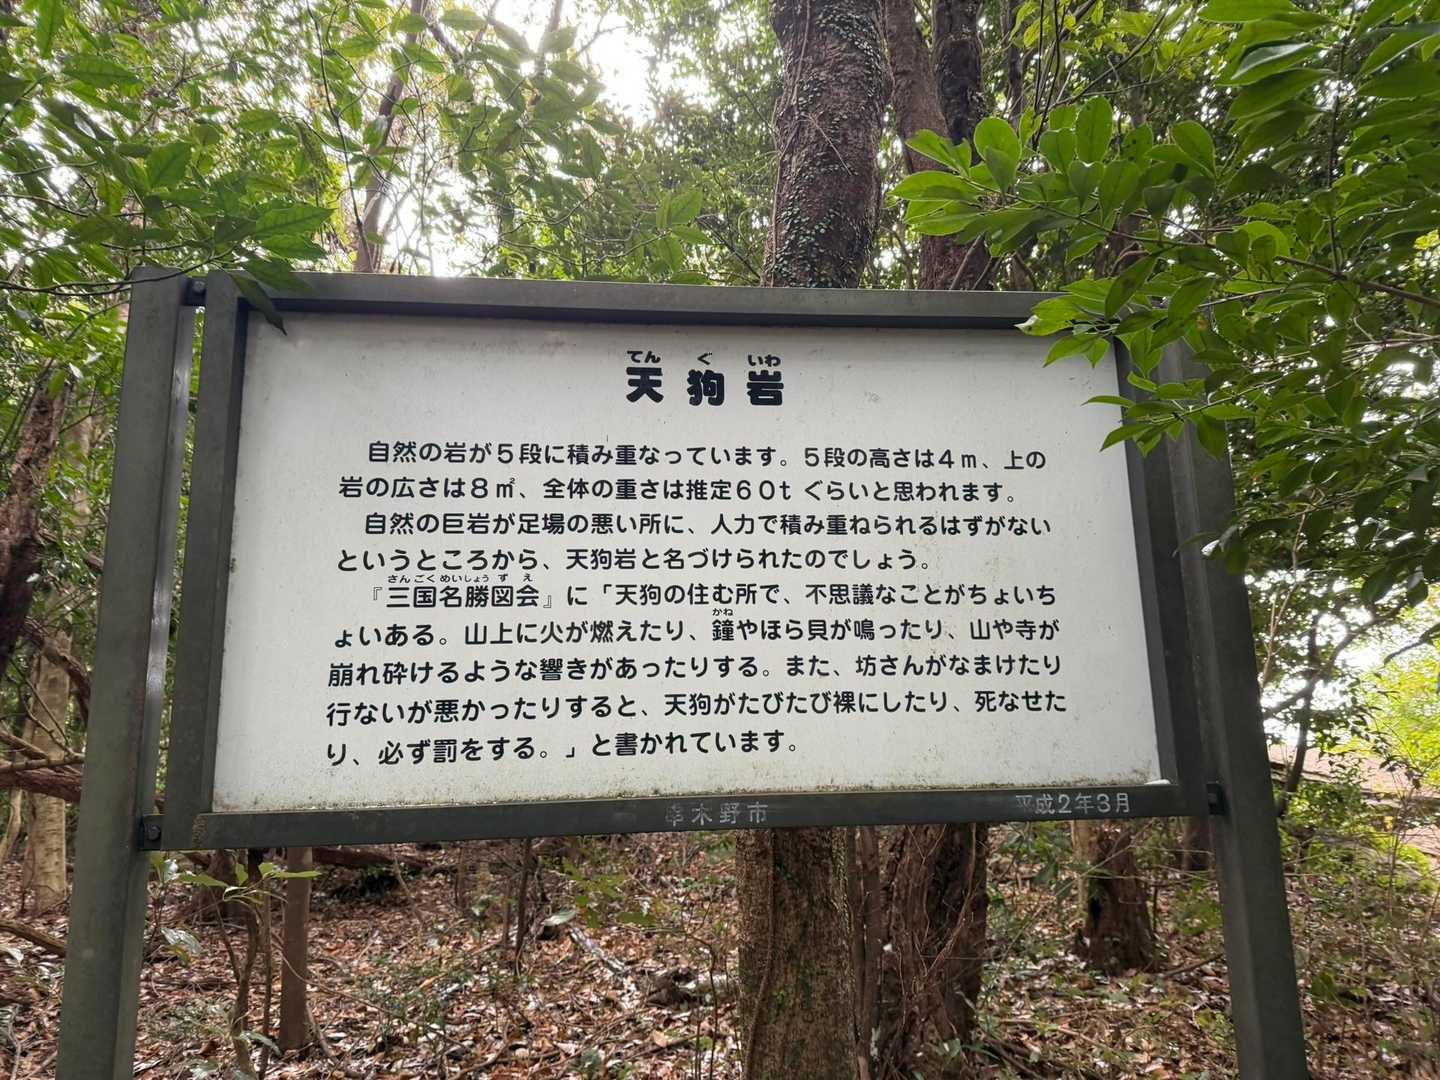 てん ぐ いわ
天狗岩
自然の岩が5段に積み重なっています。5段の高さは4m、上の
岩の広さは8㎡、全体の重さは推定60tぐらいと思われます。
自然の巨岩が足場の悪い所に、人力で積み重ねられるはずがない
というところから、天狗岩と名づけられたのでしょう。
さんごくめいしょうずえ
『三国名勝図会』に「天狗の住む所で、不思議なことがちょいち
かね
ょいある。山上に火が燃えたり、鐘やほら貝が鳴ったり、山や寺が
崩れ砕けるような響きがあったりする。また、坊さんがなまけたり
行ないが悪かったりすると、天狗がたびたび裸にしたり、死なせた
り、必ず罰をする。」と書かれています。
串木野市 平成2年3月